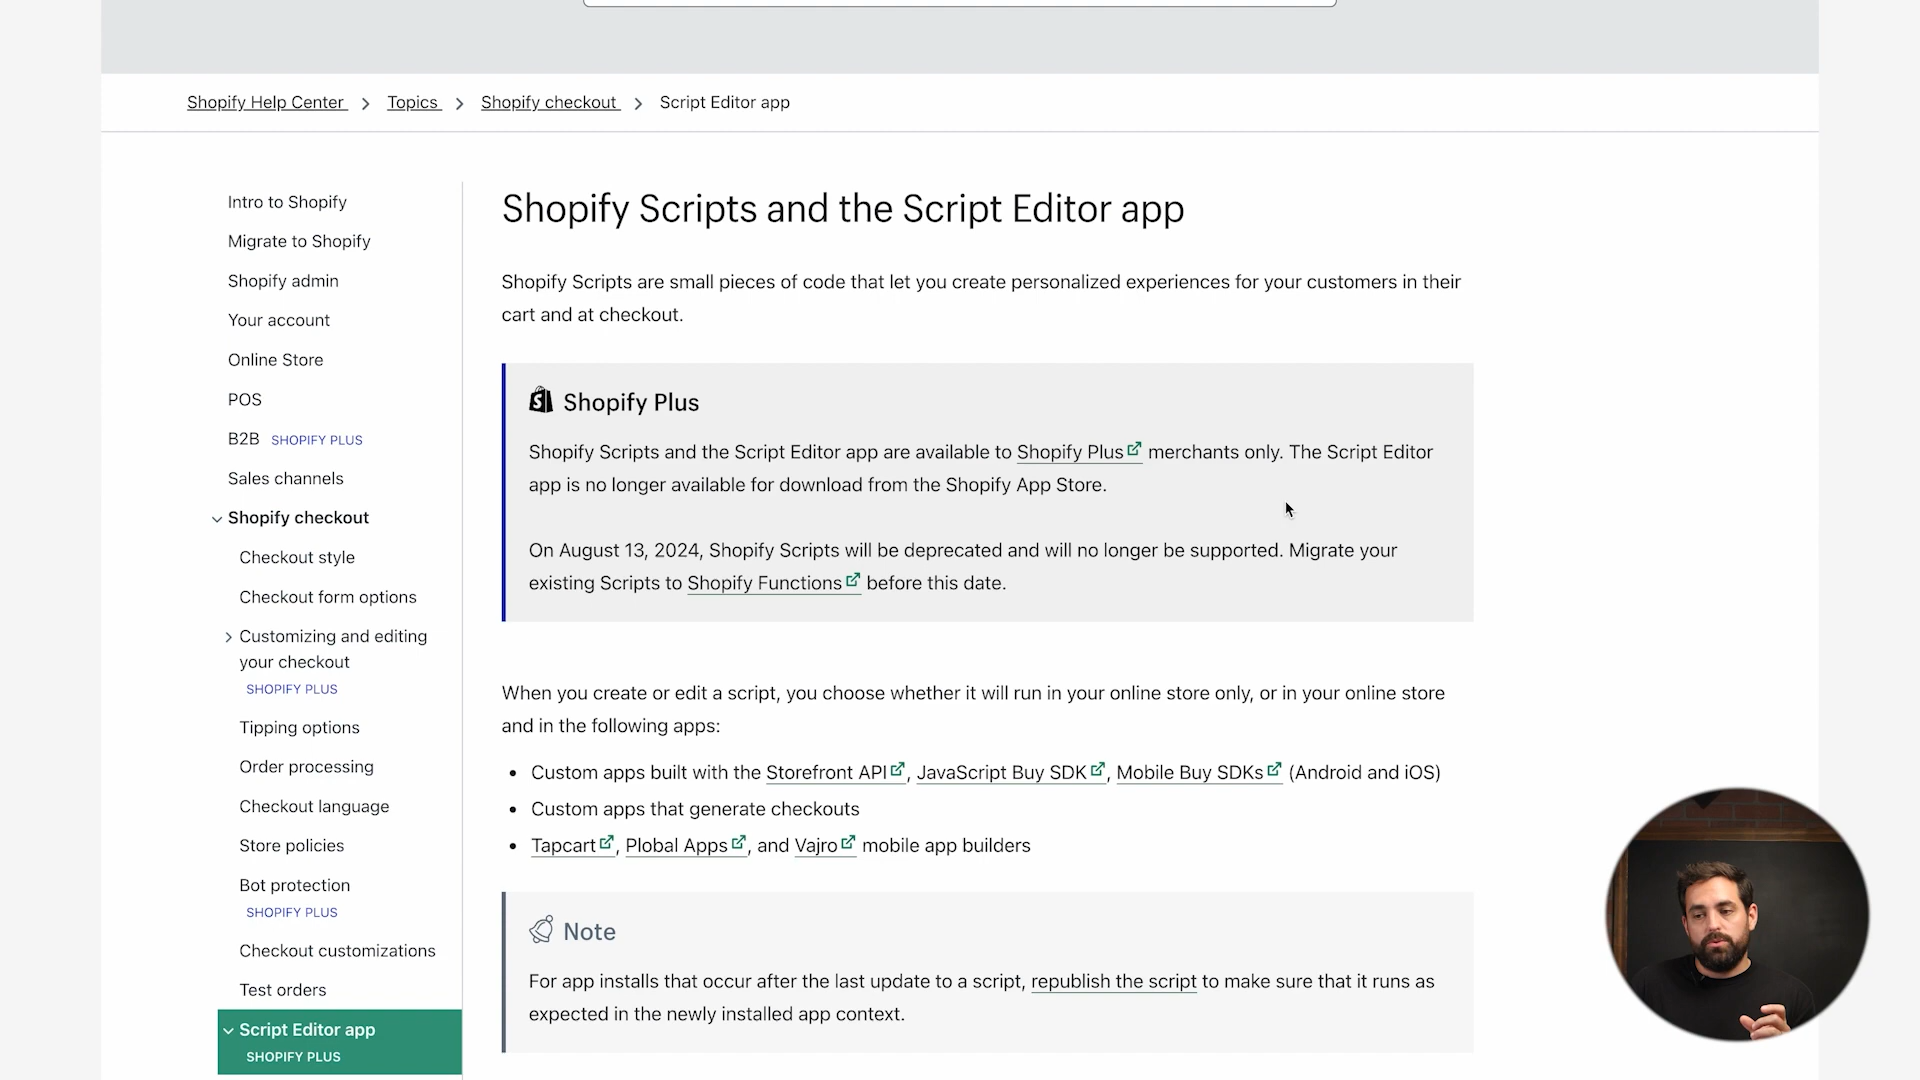 Shopify Help Center > Topics > Shopify checkout > Script Editor app
Intro to Shopify
Migrate to Shopify
Shopify admin
Your account
Online Store
POS
B2B SHOPIFY PLUS
Sales channels
Shopify checkout
Checkout style
Checkout form options
Customizing and editing
your checkout
SHOPIFY PLUS
Tipping options
Order processing
Checkout language
Store policies
Bot protection
SHOPIFY PLUS
Checkout customizations
Test orders
Script Editor app
SHOPIFY PLUS
Shopify Scripts and the Script Editor app
Shopify Scripts are small pieces of code that let you create personalized experiences for your customers in their
cart and at checkout.
Shopify Plus
Shopify Scripts and the Script Editor app are available to Shopify Plus merchants only. The Script Editor
app is no longer available for download from the Shopify App Store.
On August 13, 2024, Shopify Scripts will be deprecated and will no longer be supported. Migrate your
existing Scripts to Shopify Functions before this date.
When you create or edit a script, you choose whether it will run in your online store only, or in your online store
and in the following apps:
• Custom apps built with the Storefront API, JavaScript Buy SDK, Mobile Buy SDKs (Android and iOS)
• Custom apps that generate checkouts
• Tapcart, Plobal Apps, and Vajro mobile app builders
Note
For app installs that occur after the last update to a script, republish the script to make sure that it runs as
expected in the newly installed app context.